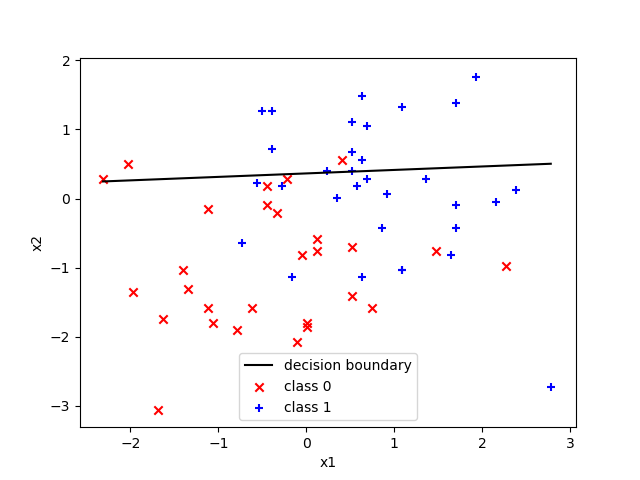 2
1
0
−1
−2
−3
x2
decision boundary
class 0
class 1
−2 −1 0 1 2 3
x1